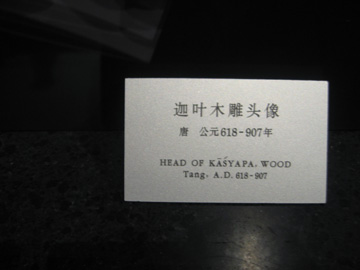 迦叶木雕头像
唐 公元618-907年
HEAD OF KĀŚYAPA, WOOD
Tang, A.D. 618-907